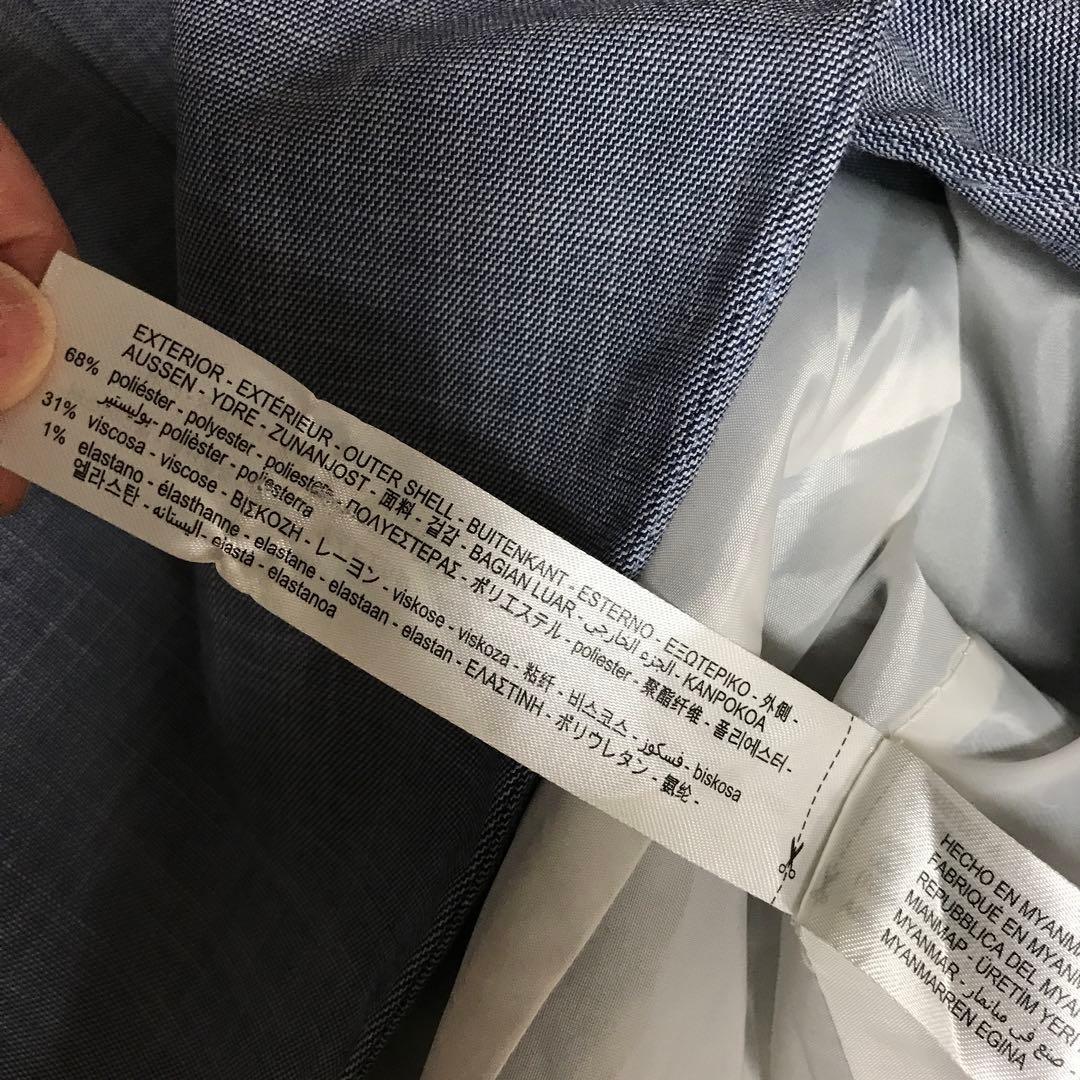 EXTERIOR - EXTÉRIEUR - OUTER SHELL - BUITENKANT - ESTERNO - ΕΞΩΤΕΡΙΚΟ - 外側 -
AUSSEN - YDRE - ZUNANJOST - 面料 - 겉감 - BAGIAN LUAR - الجزء الخارجي - KANPOKOA
68% poliéster - polyester - poliester - ΠΟΛΥΕΣΤΕΡΑΣ - ポリエステル - poliester - 聚酯纤维 - 폴리에스터 -
بوليستير - polièster - poliesterra
31% viscosa - viscose - ΒΙΣΚΟΖΗ - レーヨン - viskose - viskoza - 粘纤 - 비스코스 - فسكوز - biskosa
1% elastano - élasthanne - elastane - elastaan - elastan - ΕΛΑΣΤΙΝΗ - ポリウレタン - 氨纶 -
엘라스탄 - اليستانه - elastà - elastanoa
HECHO EN MYANM
FABRIQUÉ EN MYAN
REPUBBLICA DEL MYA
MIANMAP - ÜRETIM YERİ
MYANMAR - صنع في ميانمار -
MYANMARREN EGINA